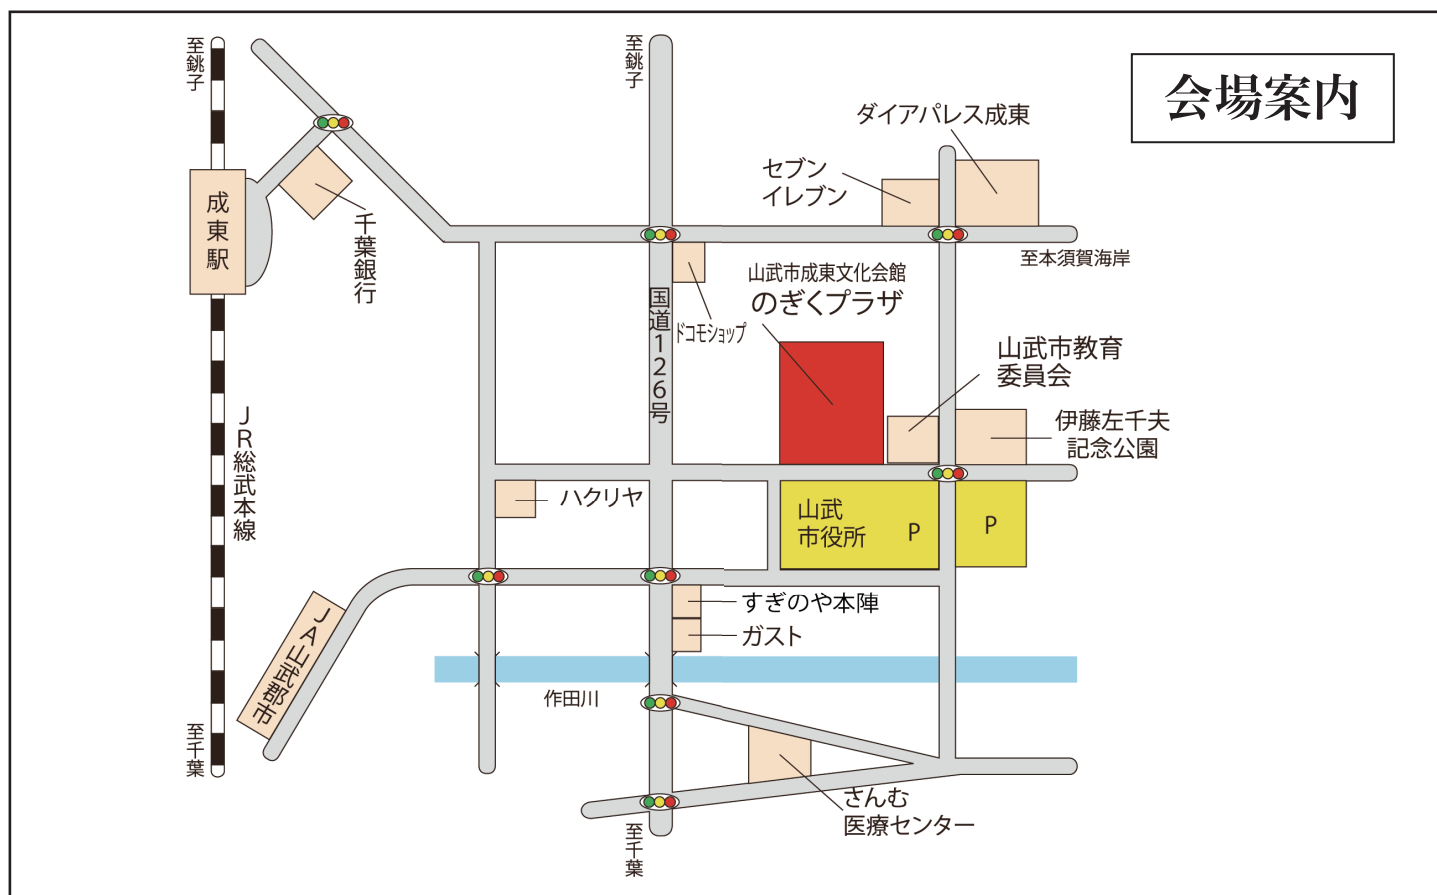 会場案内
至銚子
至銚子
ダイアパレス成東
セブン
イレブン
成東駅
千葉銀行
至本須賀海岸
山武市成東文化会館
のぎくプラザ
国道126号
ドコモショップ
山武市教育
委員会
伊藤左千夫
記念公園
JR総武本線
ハクリヤ
山武
市役所
P
P
すぎのや本陣
ガスト
JA山武郡市
作田川
至千葉
さんむ
医療センター
至千葉